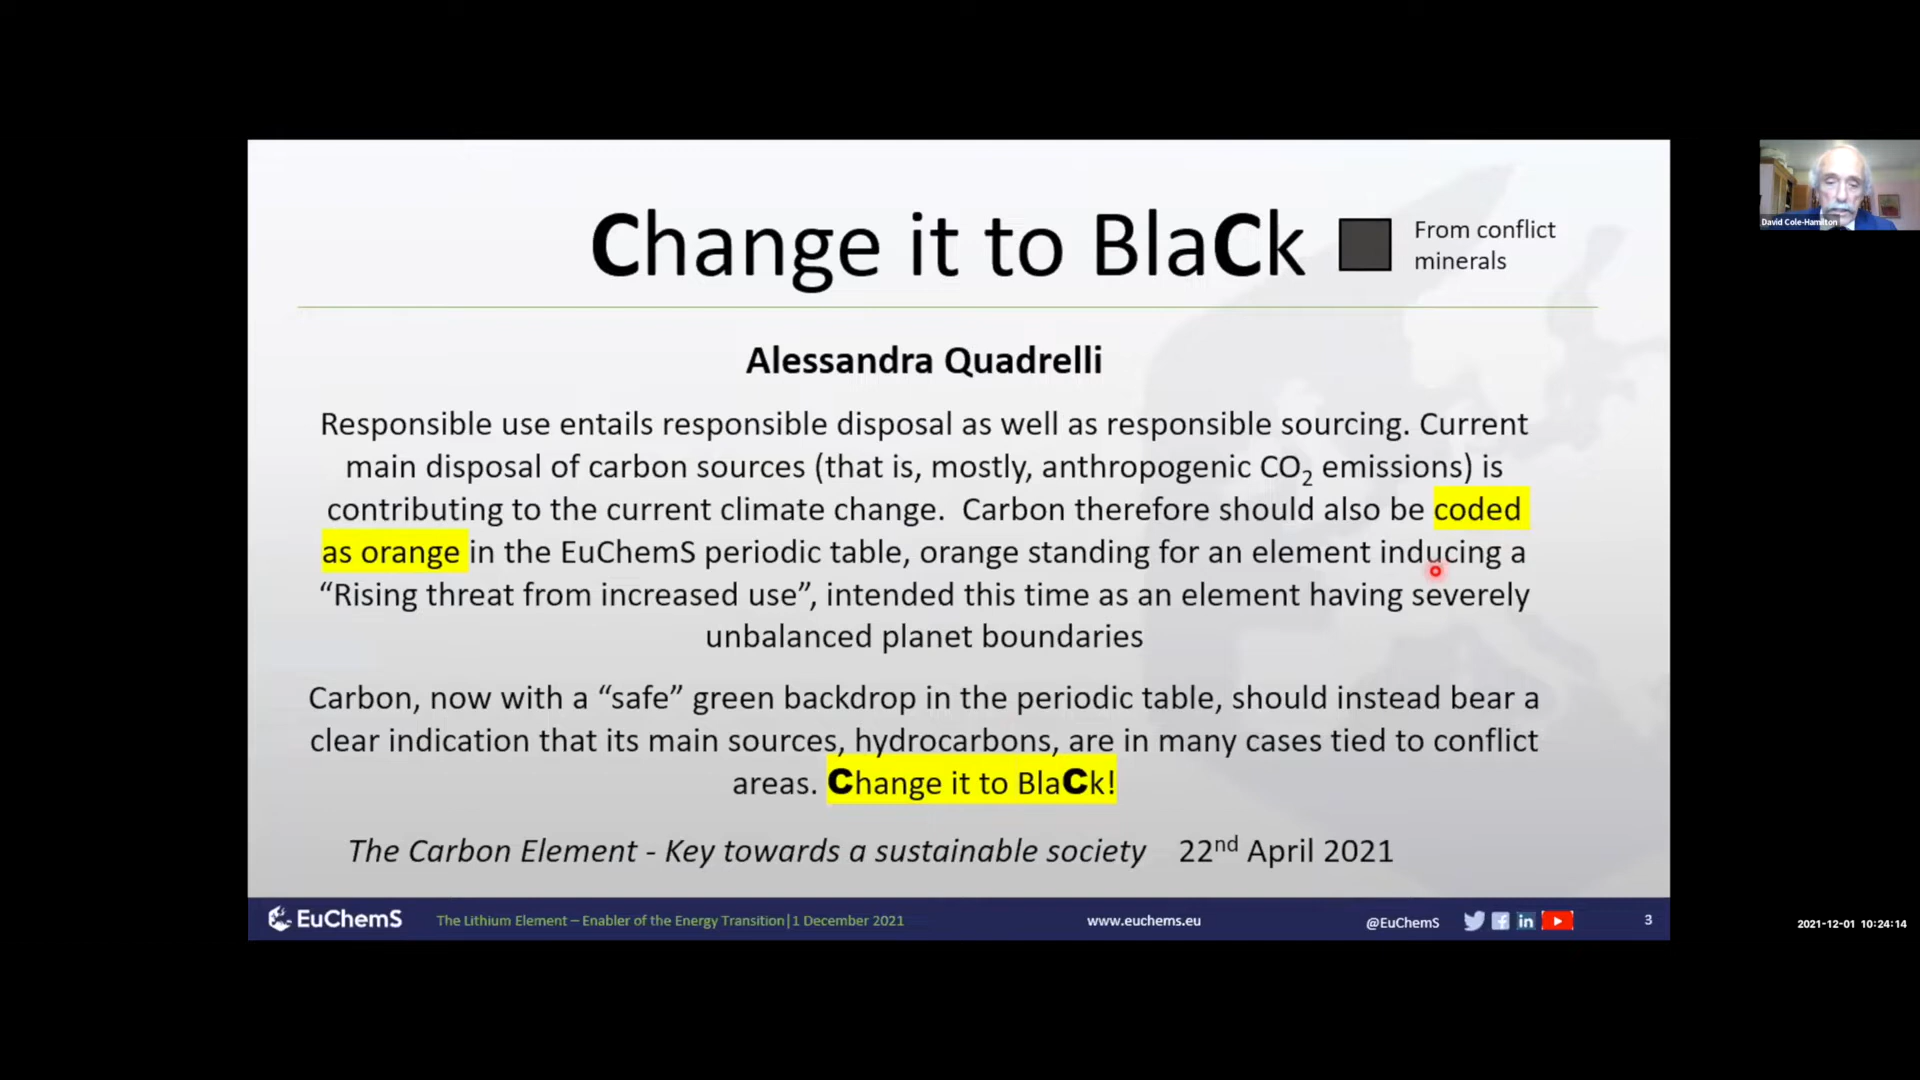 Change it to BlaCk
From conflict
minerals
David Cole-Hamilton
Alessandra Quadrelli
Responsible use entails responsible disposal as well as responsible sourcing. Current
main disposal of carbon sources (that is, mostly, anthropogenic CO₂ emissions) is
contributing to the current climate change.  Carbon therefore should also be coded
as orange in the EuChemS periodic table, orange standing for an element inducing a
“Rising threat from increased use”, intended this time as an element having severely
unbalanced planet boundaries
Carbon, now with a “safe” green backdrop in the periodic table, should instead bear a
clear indication that its main sources, hydrocarbons, are in many cases tied to conflict
areas. Change it to BlaCk!
The Carbon Element - Key towards a sustainable society 22nd April 2021
EuChemS The Lithium Element – Enabler of the Energy Transition|1 December 2021 www.euchems.eu @EuChemS 3
2021-12-01 10:24:14